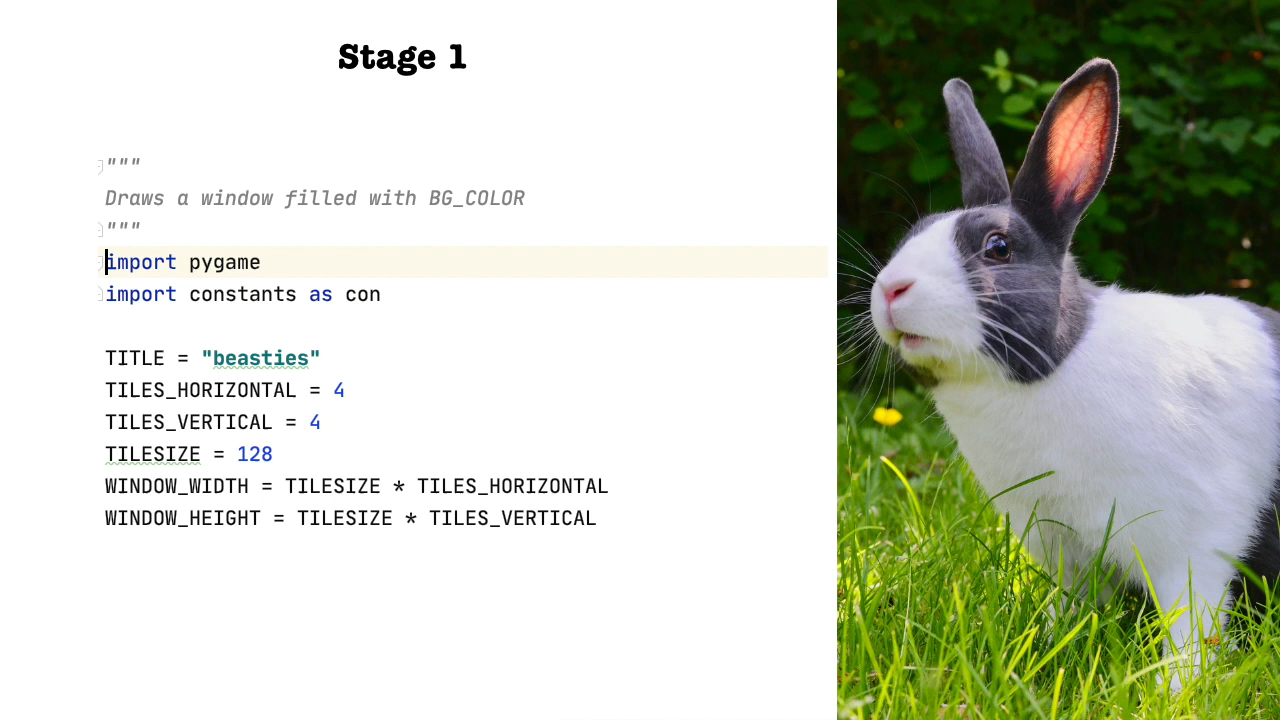 Stage 1
"""
Draws a window filled with BG_COLOR
"""
import pygame
import constants as con
TITLE = "beasties"
TILES_HORIZONTAL = 4
TILES_VERTICAL = 4
TILESIZE = 128
WINDOW_WIDTH = TILESIZE * TILES_HORIZONTAL
WINDOW_HEIGHT = TILESIZE * TILES_VERTICAL